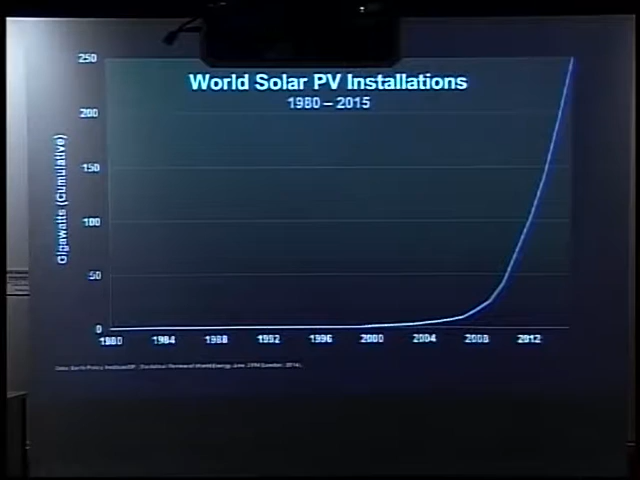 World Solar PV Installations
1980 – 2015
Gigawatts (Cumulative)
250
200
150
100
50
0
1980 1984 1988 1992 1996 2000 2004 2008 2012